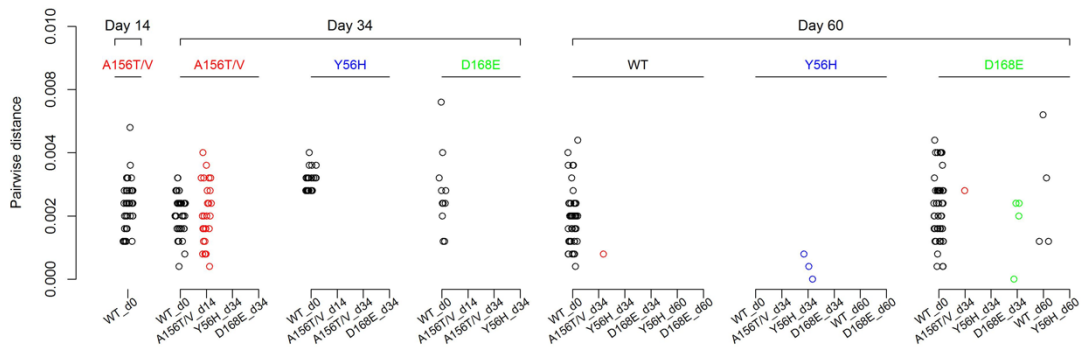 Day 14 Day 34 Day 60
A156T/V A156T/V Y56H D168E WT Y56H D168E
Pairwise distance
0.010
0.008
0.006
0.004
0.002
0.000
WT_d0
WT_d0 A156T/V_d14 Y56H_d34 D168E_d34
WT_d0 A156T/V_d14 A156T/V_d34 D168E_d34
WT_d0 A156T/V_d14 A156T/V_d34 Y56H_d34
WT_d0 A156T/V_d34 Y56H_d34 D168E_d34 Y56H_d60 D168E_d60
WT_d0 A156T/V_d34 Y56H_d34 D168E_d34 WT_d60 D168E_d60
WT_d0 A156T/V_d34 Y56H_d34 D168E_d34 WT_d60 Y56H_d60